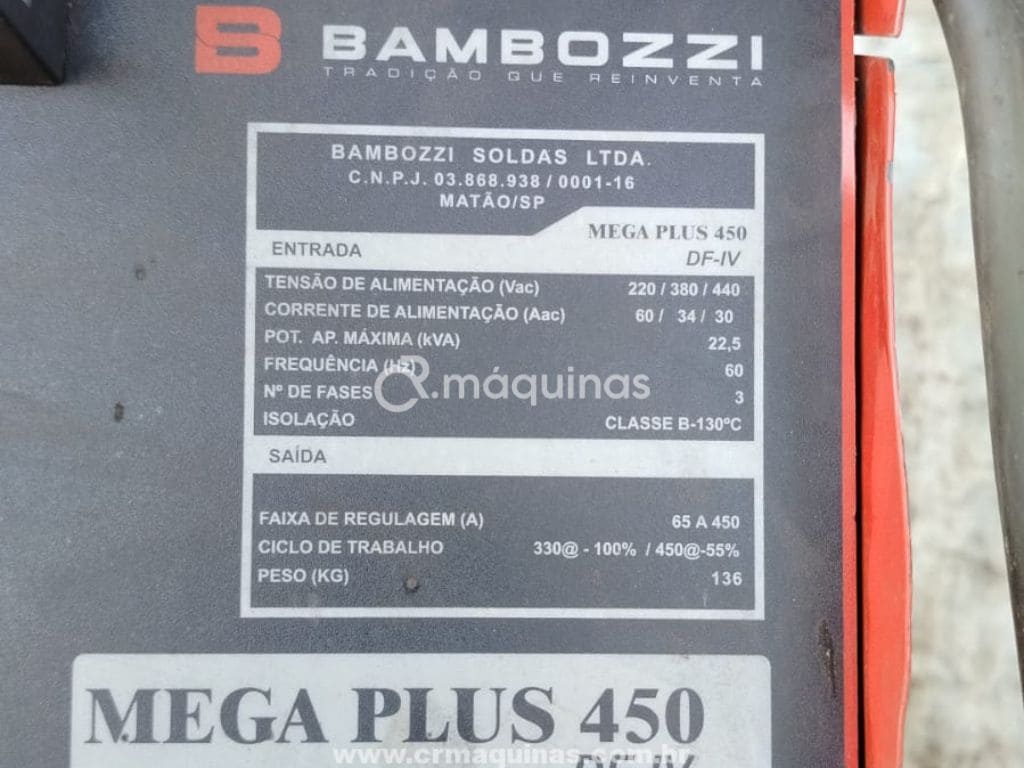 BAMBOZZI
TRADIÇÃO QUE REINVENTA
BAMBOZZI SOLDAS LTDA.
C.N.P.J. 03.868.938 / 0001-16
MATÃO/SP
MEGA PLUS 450
ENTRADA DF-IV
TENSÃO DE ALIMENTAÇÃO (Vac) 220 / 380 / 440
CORRENTE DE ALIMENTAÇÃO (Aac) 60 / 34 / 30
POT. AP. MÁXIMA (kVA) 22,5
FREQUÊNCIA (Hz) 60
CR.máquinas
Nº DE FASES 3
ISOLAÇÃO CLASSE B-130ºC
SAÍDA
FAIXA DE REGULAGEM (A) 65 A 450
CICLO DE TRABALHO 330@ - 100% / 450@-55%
PESO (KG) 136
MEGA PLUS 450
www.crmaquinas.com.br
DF-IV